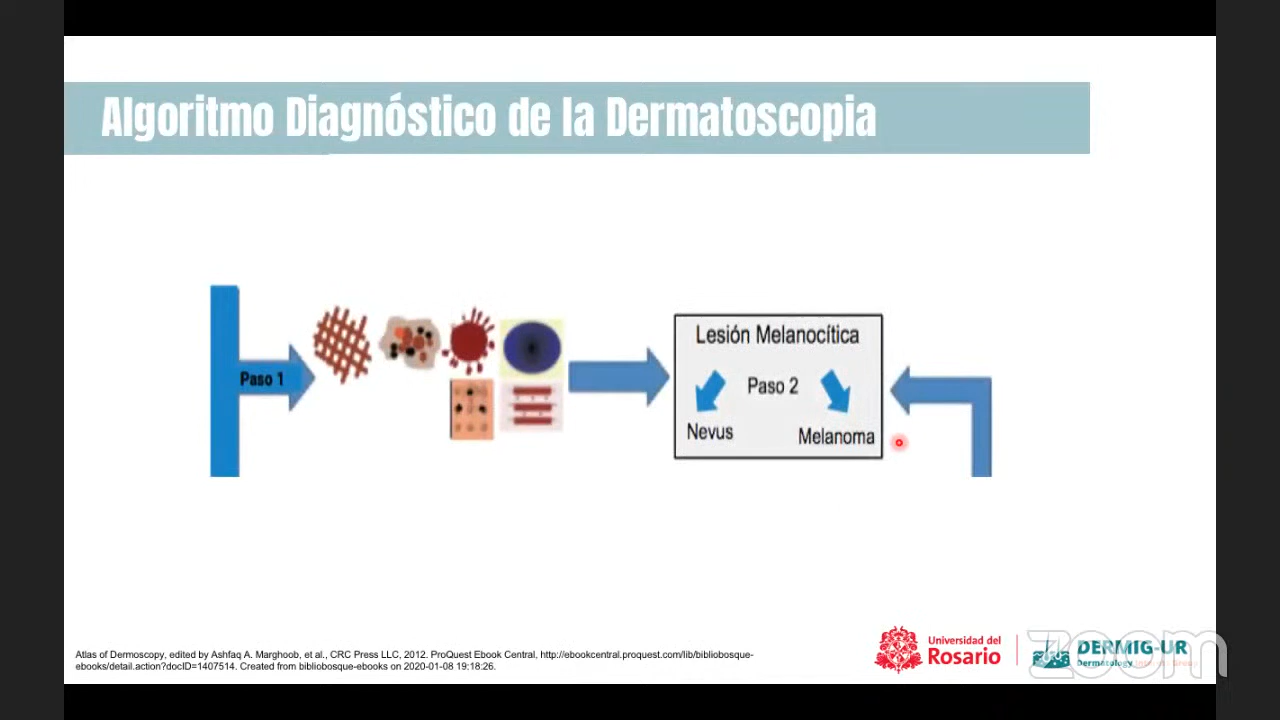 Algoritmo Diagnóstico de la Dermatoscopia
Paso 1
Lesión Melanocítica
Paso 2
Nevus
Melanoma
Atlas of Dermoscopy, edited by Ashfaq A. Marghoob, et al., CRC Press LLC, 2012. ProQuest Ebook Central, http://ebookcentral.proquest.com/lib/bibliobosque-
ebooks/detail.action?docID=1407514. Created from bibliobosque-ebooks on 2020-01-08 19:18:26.
Universidad del
Rosario
DERMIG-UR
Dermatology
zoom